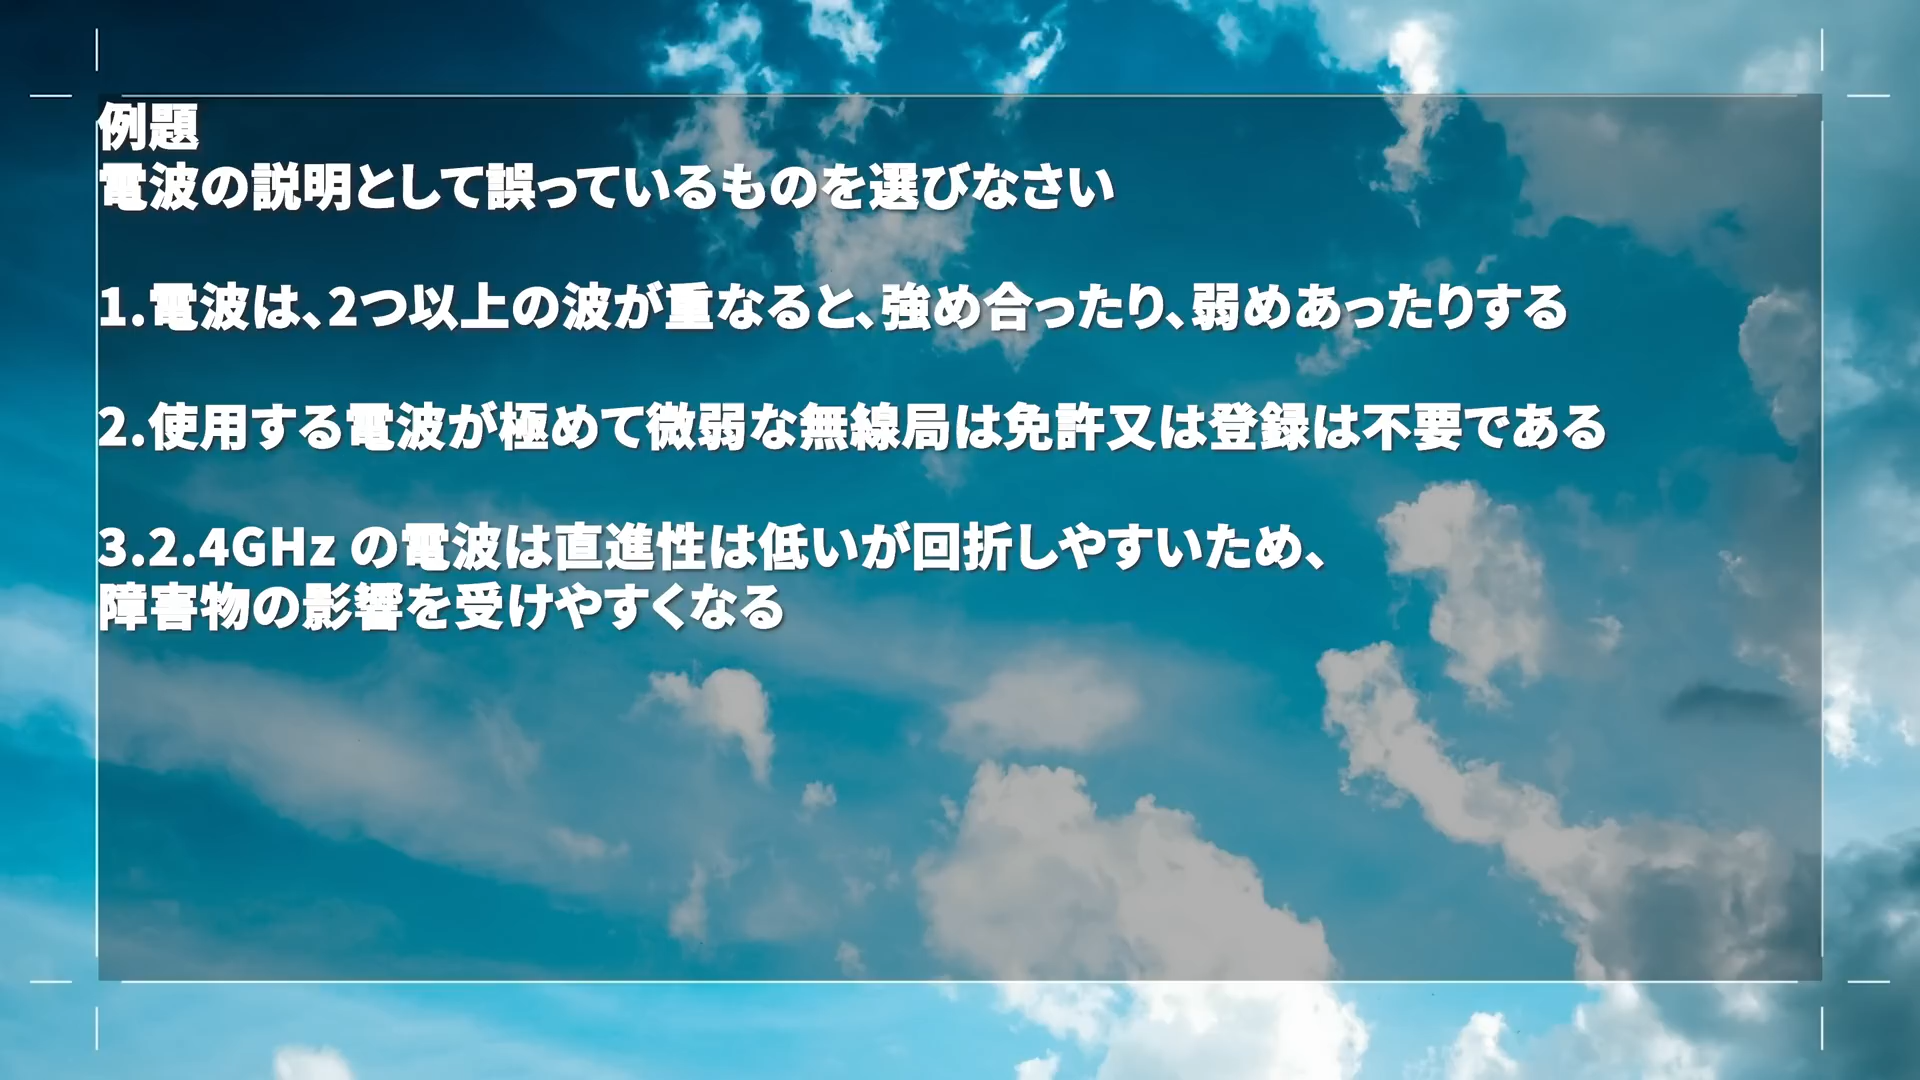 例題
電波の説明として誤っているものを選びなさい
1.電波は、2つ以上の波が重なると、強め合ったり、弱めあったりする
2.使用する電波が極めて微弱な無線局は免許又は登録は不要である
3.2.4GHz の電波は直進性は低いが回折しやすいため、
障害物の影響を受けやすくなる